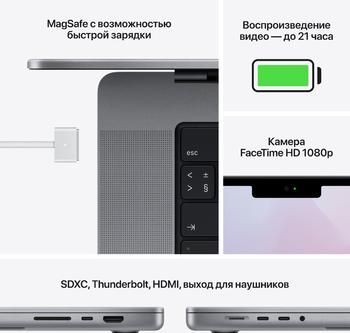 MagSafe с возможностью
быстрой зарядки
Воспроизведение
видео — до 21 часа
esc
<
>
±
§
Камера
FaceTime HD 1080p
SDXC, Thunderbolt, HDMI, выход для наушников